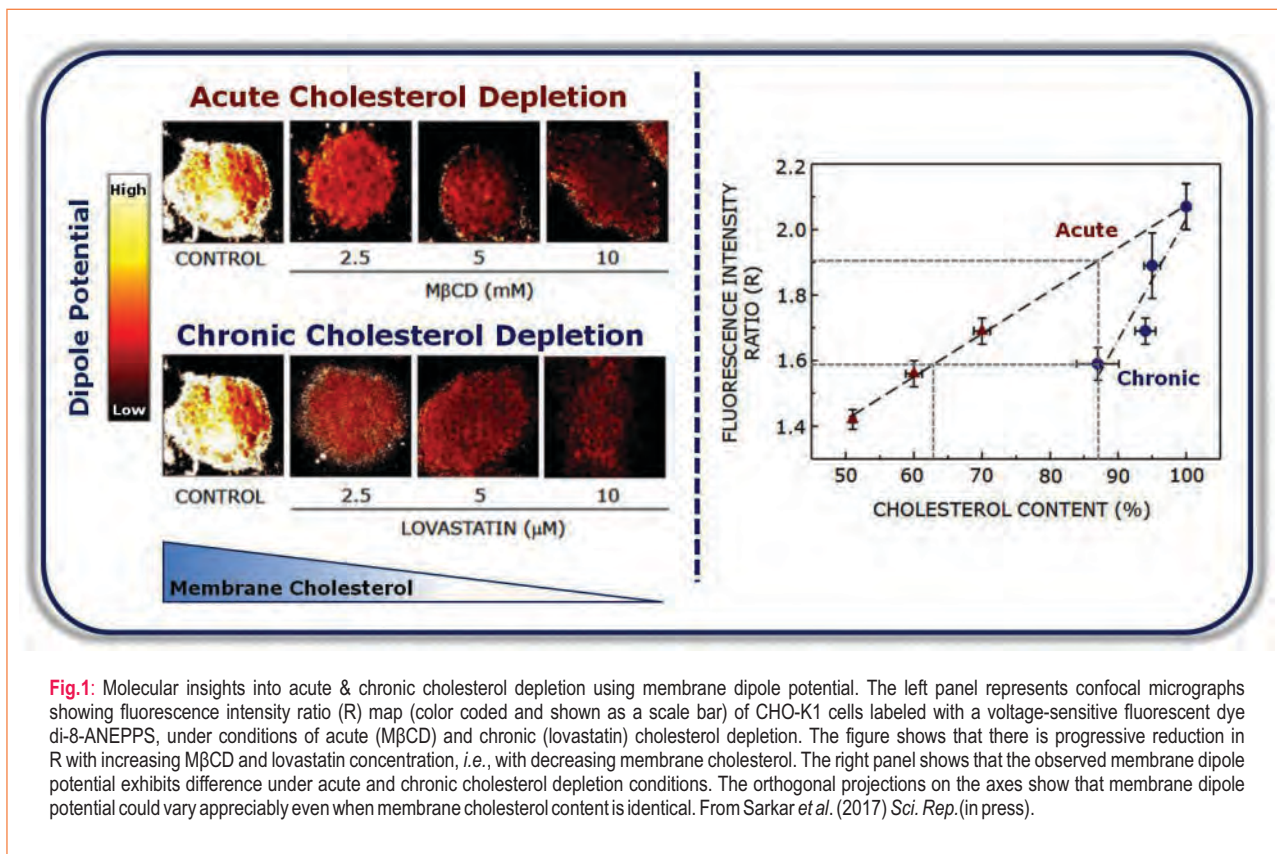 Acute Cholesterol Depletion
Dipole Potential
High
Low
CONTROL 2.5 5 10
MβCD (mM)
Chronic Cholesterol Depletion
CONTROL 2.5 5 10
LOVASTATIN (μM)
Membrane Cholesterol
FLUORESCENCE INTENSITY
RATIO (R)
2.2
2.0
1.8
1.6
1.4
Acute
Chronic
50 60 70 80 90 100
CHOLESTEROL CONTENT (%)
Fig.1: Molecular insights into acute & chronic cholesterol depletion using membrane dipole potential. The left panel represents confocal micrographs
showing fluorescence intensity ratio (R) map (color coded and shown as a scale bar) of CHO-K1 cells labeled with a voltage-sensitive fluorescent dye
di-8-ANEPPS, under conditions of acute (MβCD) and chronic (lovastatin) cholesterol depletion. The figure shows that there is progressive reduction in
R with increasing MβCD and lovastatin concentration, i.e., with decreasing membrane cholesterol. The right panel shows that the observed membrane dipole
potential exhibits difference under acute and chronic cholesterol depletion conditions. The orthogonal projections on the axes show that membrane dipole
potential could vary appreciably even when membrane cholesterol content is identical. From Sarkar et al. (2017) Sci. Rep.(in press).